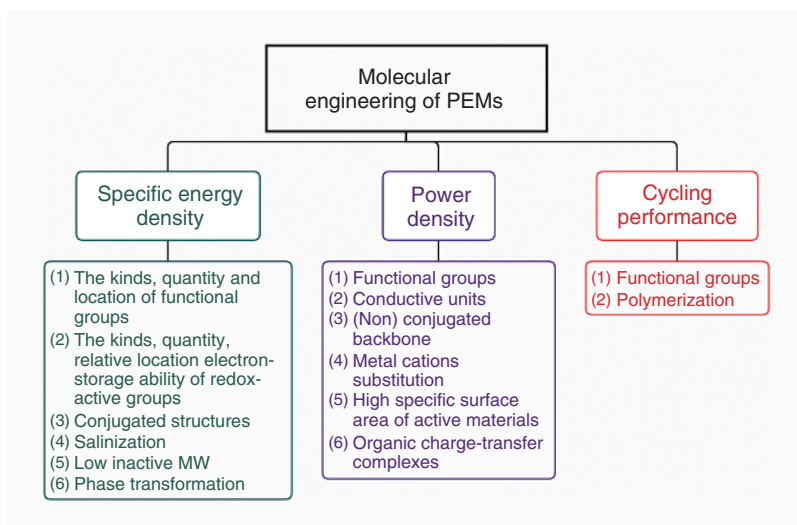 Molecular
engineering of PEMs
Specific energy
density
(1) The kinds, quantity and
location of functional
groups
(2) The kinds, quantity,
relative location electron-
storage ability of redox-
active groups
(3) Conjugated structures
(4) Salinization
(5) Low inactive MW
(6) Phase transformation
Power
density
(1) Functional groups
(2) Conductive units
(3) (Non) conjugated
backbone
(4) Metal cations
substitution
(5) High specific surface
area of active materials
(6) Organic charge-transfer
complexes
Cycling
performance
(1) Functional groups
(2) Polymerization